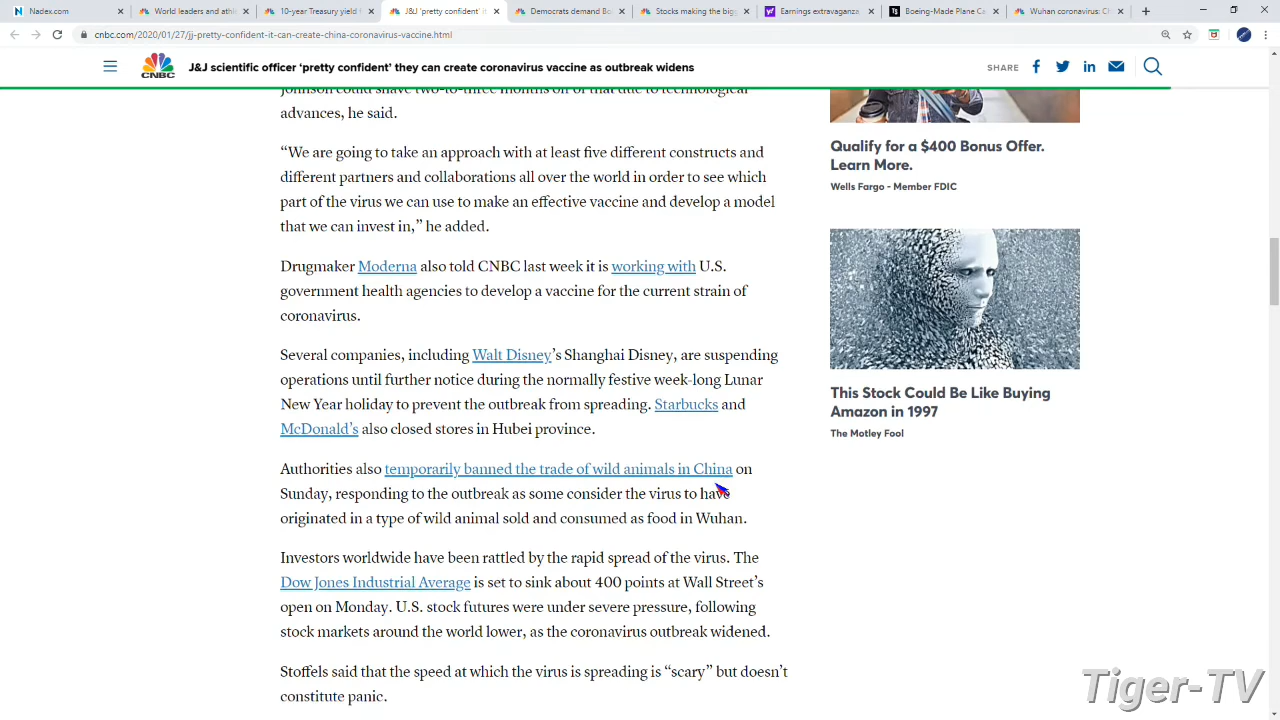 Nadex.com
World leaders and athl
10-year Treasury yield t
J&J 'pretty confident' it
Democrats demand Bo
Stocks making the big
Earnings extravaganza
Boeing-Made Plane Ca
Wuhan coronavirus: C
cnbc.com/2020/01/27/jj-pretty-confident-it-can-create-china-coronavirus-vaccine.html
CNBC
J&J scientific officer 'pretty confident' they can create coronavirus vaccine as outbreak widens
SHARE
Johnson could shave two-to-three months off of that due to technological
advances, he said.
“We are going to take an approach with at least five different constructs and
different partners and collaborations all over the world in order to see which
part of the virus we can use to make an effective vaccine and develop a model
that we can invest in,” he added.
Drugmaker Moderna also told CNBC last week it is working with U.S.
government health agencies to develop a vaccine for the current strain of
coronavirus.
Several companies, including Walt Disney’s Shanghai Disney, are suspending
operations until further notice during the normally festive week-long Lunar
New Year holiday to prevent the outbreak from spreading. Starbucks and
McDonald’s also closed stores in Hubei province.
Authorities also temporarily banned the trade of wild animals in China on
Sunday, responding to the outbreak as some consider the virus to have
originated in a type of wild animal sold and consumed as food in Wuhan.
Investors worldwide have been rattled by the rapid spread of the virus. The
Dow Jones Industrial Average is set to sink about 400 points at Wall Street’s
open on Monday. U.S. stock futures were under severe pressure, following
stock markets around the world lower, as the coronavirus outbreak widened.
Stoffels said that the speed at which the virus is spreading is “scary” but doesn’t
constitute panic.
Qualify for a $400 Bonus Offer.
Learn More.
Wells Fargo - Member FDIC
This Stock Could Be Like Buying
Amazon in 1997
The Motley Fool
Tiger-TV